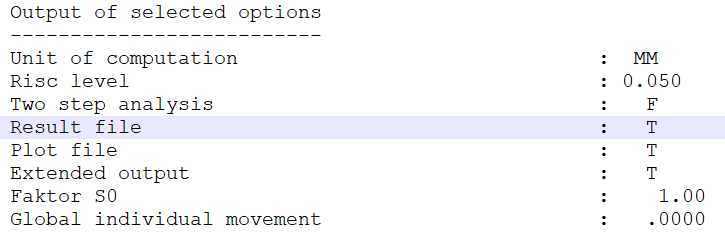 Output of selected options
--------------------------
Unit of computation : MM
Risc level : 0.050
Two step analysis : F
Result file : T
Plot file : T
Extended output : T
Faktor S0 : 1.00
Global individual movement : .0000